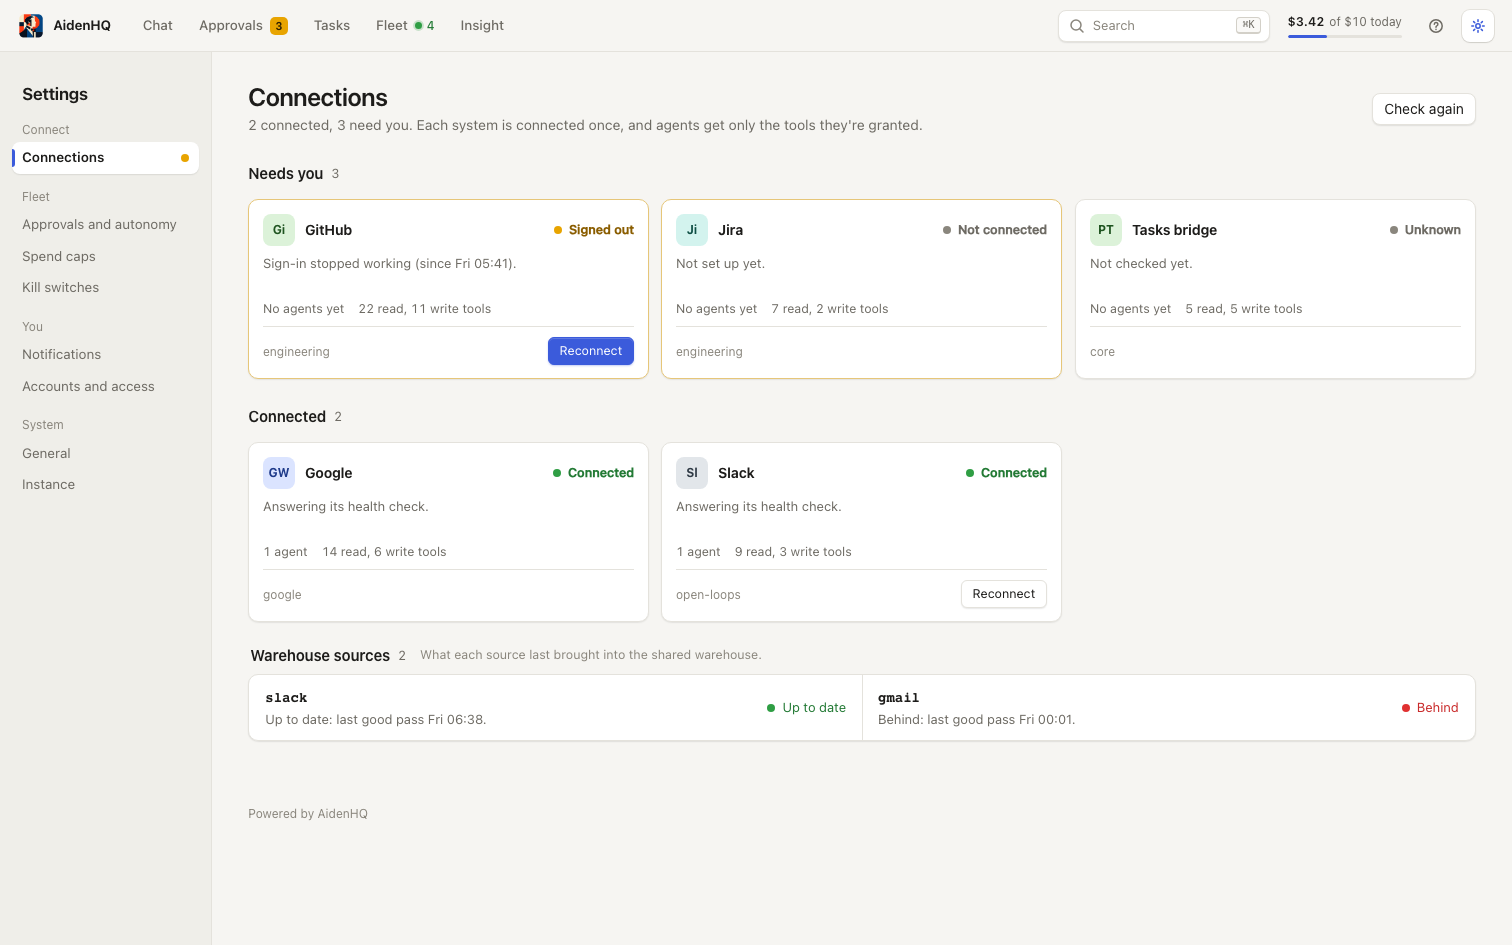 AidenHQ
Chat
Approvals 3
Tasks
Fleet 4
Insight
Search ⌘K
$3.42 of $10 today
Settings
Connect
Connections
Fleet
Approvals and autonomy
Spend caps
Kill switches
You
Notifications
Accounts and access
System
General
Instance
Connections
2 connected, 3 need you. Each system is connected once, and agents get only the tools they're granted.
Check again
Needs you 3
Gi GitHub Signed out
Sign-in stopped working (since Fri 05:41).
No agents yet 22 read, 11 write tools
engineering Reconnect
Ji Jira Not connected
Not set up yet.
No agents yet 7 read, 2 write tools
engineering
PT Tasks bridge Unknown
Not checked yet.
No agents yet 5 read, 5 write tools
core
Connected 2
GW Google Connected
Answering its health check.
1 agent 14 read, 6 write tools
google
Sl Slack Connected
Answering its health check.
1 agent 9 read, 3 write tools
open-loops Reconnect
Warehouse sources 2 What each source last brought into the shared warehouse.
slack
Up to date: last good pass Fri 06:38.
Up to date
gmail
Behind: last good pass Fri 00:01.
Behind
Powered by AidenHQ